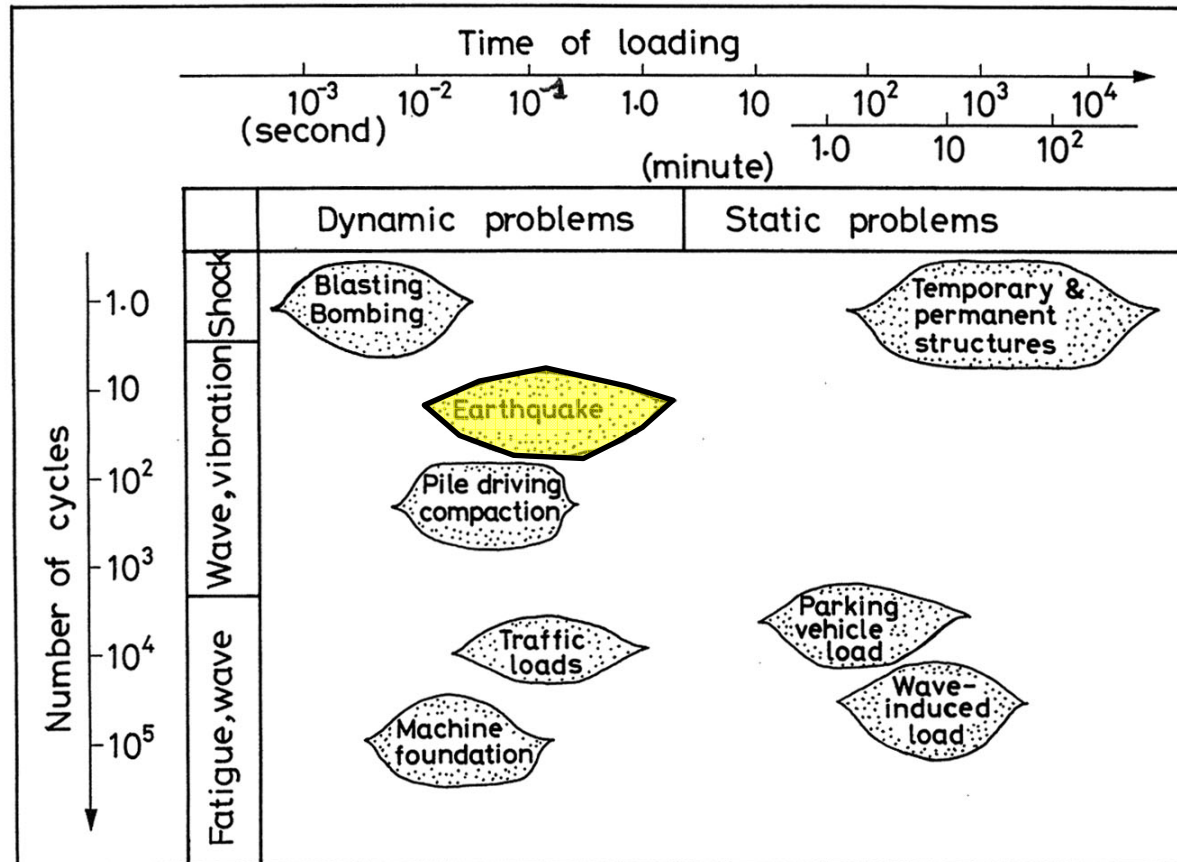 Time of loading
10⁻³ 10⁻² 10⁻¹ 1.0 10 10² 10³ 10⁴
(second)
1.0 10 10²
(minute)
Dynamic problems
Static problems
Number of cycles
1.0
10
10²
10³
10⁴
10⁵
Shock
Wave,vibration
Fatigue,wave
Blasting
Bombing
Temporary &
permanent
structures
Earthquake
Pile driving
compaction
Traffic
loads
Parking
vehicle
load
Machine
foundation
Wave-
induced
load